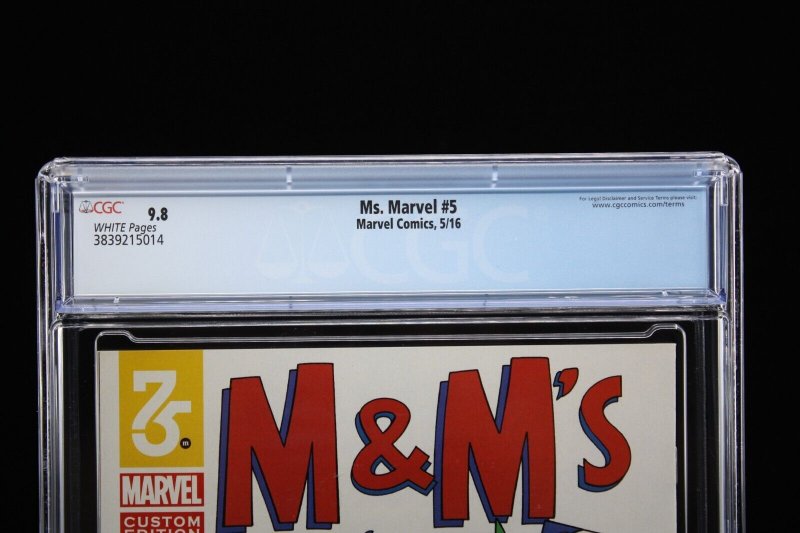 CGC 9.8
WHITE Pages
3839215014
Ms. Marvel #5
Marvel Comics, 5/16
For Legal Disclaimer and Service Terms please visit:
www.cgccomics.com/terms
CGC
75
m
MARVEL
CUSTOM
EDITION
M&M'S